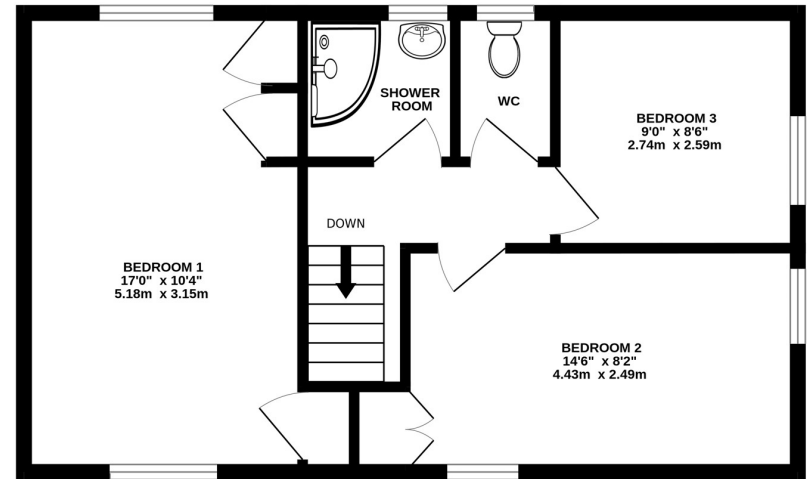 SHOWER
ROOM
WC
BEDROOM 3
9'0" x 8'6"
2.74m x 2.59m
DOWN
BEDROOM 1
17'0" x 10'4"
5.18m x 3.15m
BEDROOM 2
14'6" x 8'2"
4.43m x 2.49m